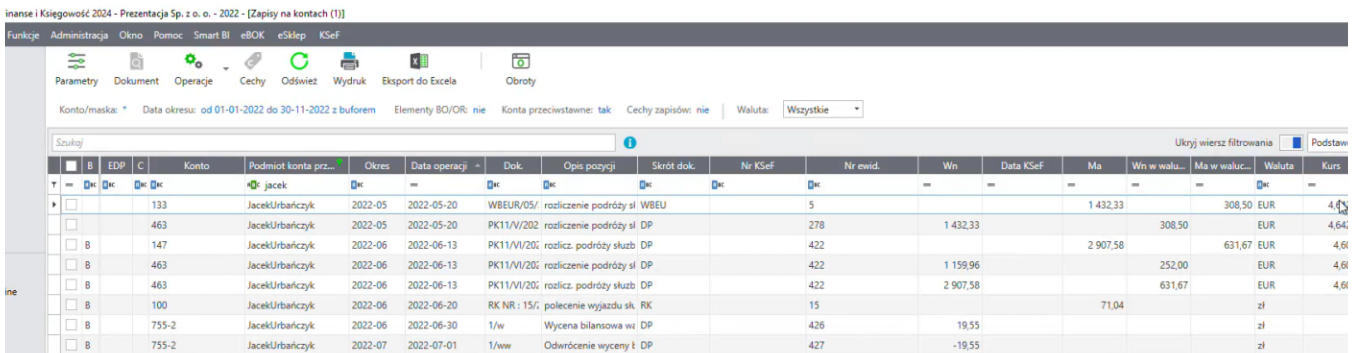 inanse i Księgowość 2024 - Prezentacja Sp. z o. o. - 2022 - [Zapisy na kontach (1)]
Funkcje Administracja Okno Pomoc Smart BI eBOK eSklep KSeF
Parametry Dokument Operacje Cechy Odśwież Wydruk Eksport do Excela Obroty
Konto/maska: * Data okresu: od 01-01-2022 do 30-11-2022 z buforem Elementy BO/OR: nie Konta przeciwstawne: tak Cechy zapisów: nie Waluta: Wszystkie
Szukaj Ukryj wiersz filtrowania Podstaw
B EDP C Konto Podmiot konta prz... Okres Data operacji Dok. Opis pozycji Skrót dok. Nr KSeF Nr ewid. Wn Data KSeF Ma Wn w walu... Ma w waluc... Waluta Kurs
= jacek = = = = = =
133 JacekUrbańczyk 2022-05 2022-05-20 WBEUR/05/ rozliczenie podróży sł WBEU 5 1 432,33 308,50 EUR
463 JacekUrbańczyk 2022-05 2022-05-20 PK11/V/202 rozliczenie podróży sł DP 278 1 432,33 308,50 EUR 4,64
B 147 JacekUrbańczyk 2022-06 2022-06-13 PK11/VI/202 rozlicz. podróży służb DP 422 2 907,58 631,67 EUR 4,60
B 463 JacekUrbańczyk 2022-06 2022-06-13 PK11/VI/202 rozliczenie podróży sł DP 422 1 159,96 252,00 EUR 4,60
B 463 JacekUrbańczyk 2022-06 2022-06-13 PK11/VI/202 rozlicz. podróży służb DP 422 2 907,58 631,67 EUR 4,60
B 100 JacekUrbańczyk 2022-06 2022-06-20 RK NR : 15/2 polecenie wyjazdu słu RK 15 71,04 zł
ine
B 755-2 JacekUrbańczyk 2022-06 2022-06-30 1/w Wycena bilansowa wa DP 426 19,55 zł
B 755-2 JacekUrbańczyk 2022-07 2022-07-01 1/ww Odwrócenie wyceny b DP 427 -19,55 zł